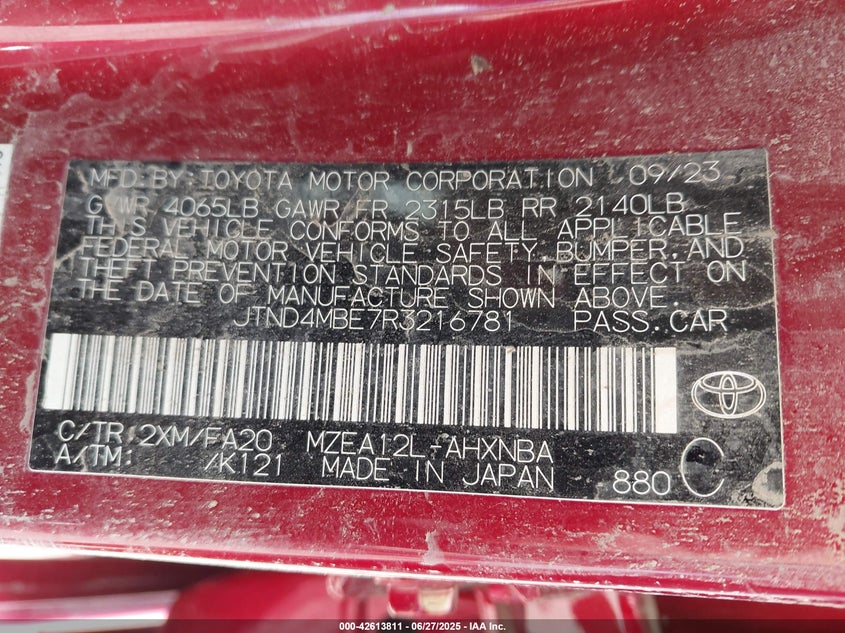 MFD.BY:TOYOTA MOTOR CORPORATION 09/23
GVWR 4065LB GAWR FR 2315LB RR 2140LB
THIS VEHICLE CONFORMS TO ALL APPLICABLE
FEDERAL MOTOR VEHICLE SAFETY,BUMPER,AND
THEFT PREVENTION STANDARDS IN EFFECT ON
THE DATE OF MANUFACTURE SHOWN ABOVE.
JTND4MBE7R3216781 PASS.CAR
C/TR:2XM/FA20 MZEA12L-AHXNBA
A/TM: /K121 MADE IN JAPAN 880 C
000-42613811 - 06/27/2025 - IAA Inc.